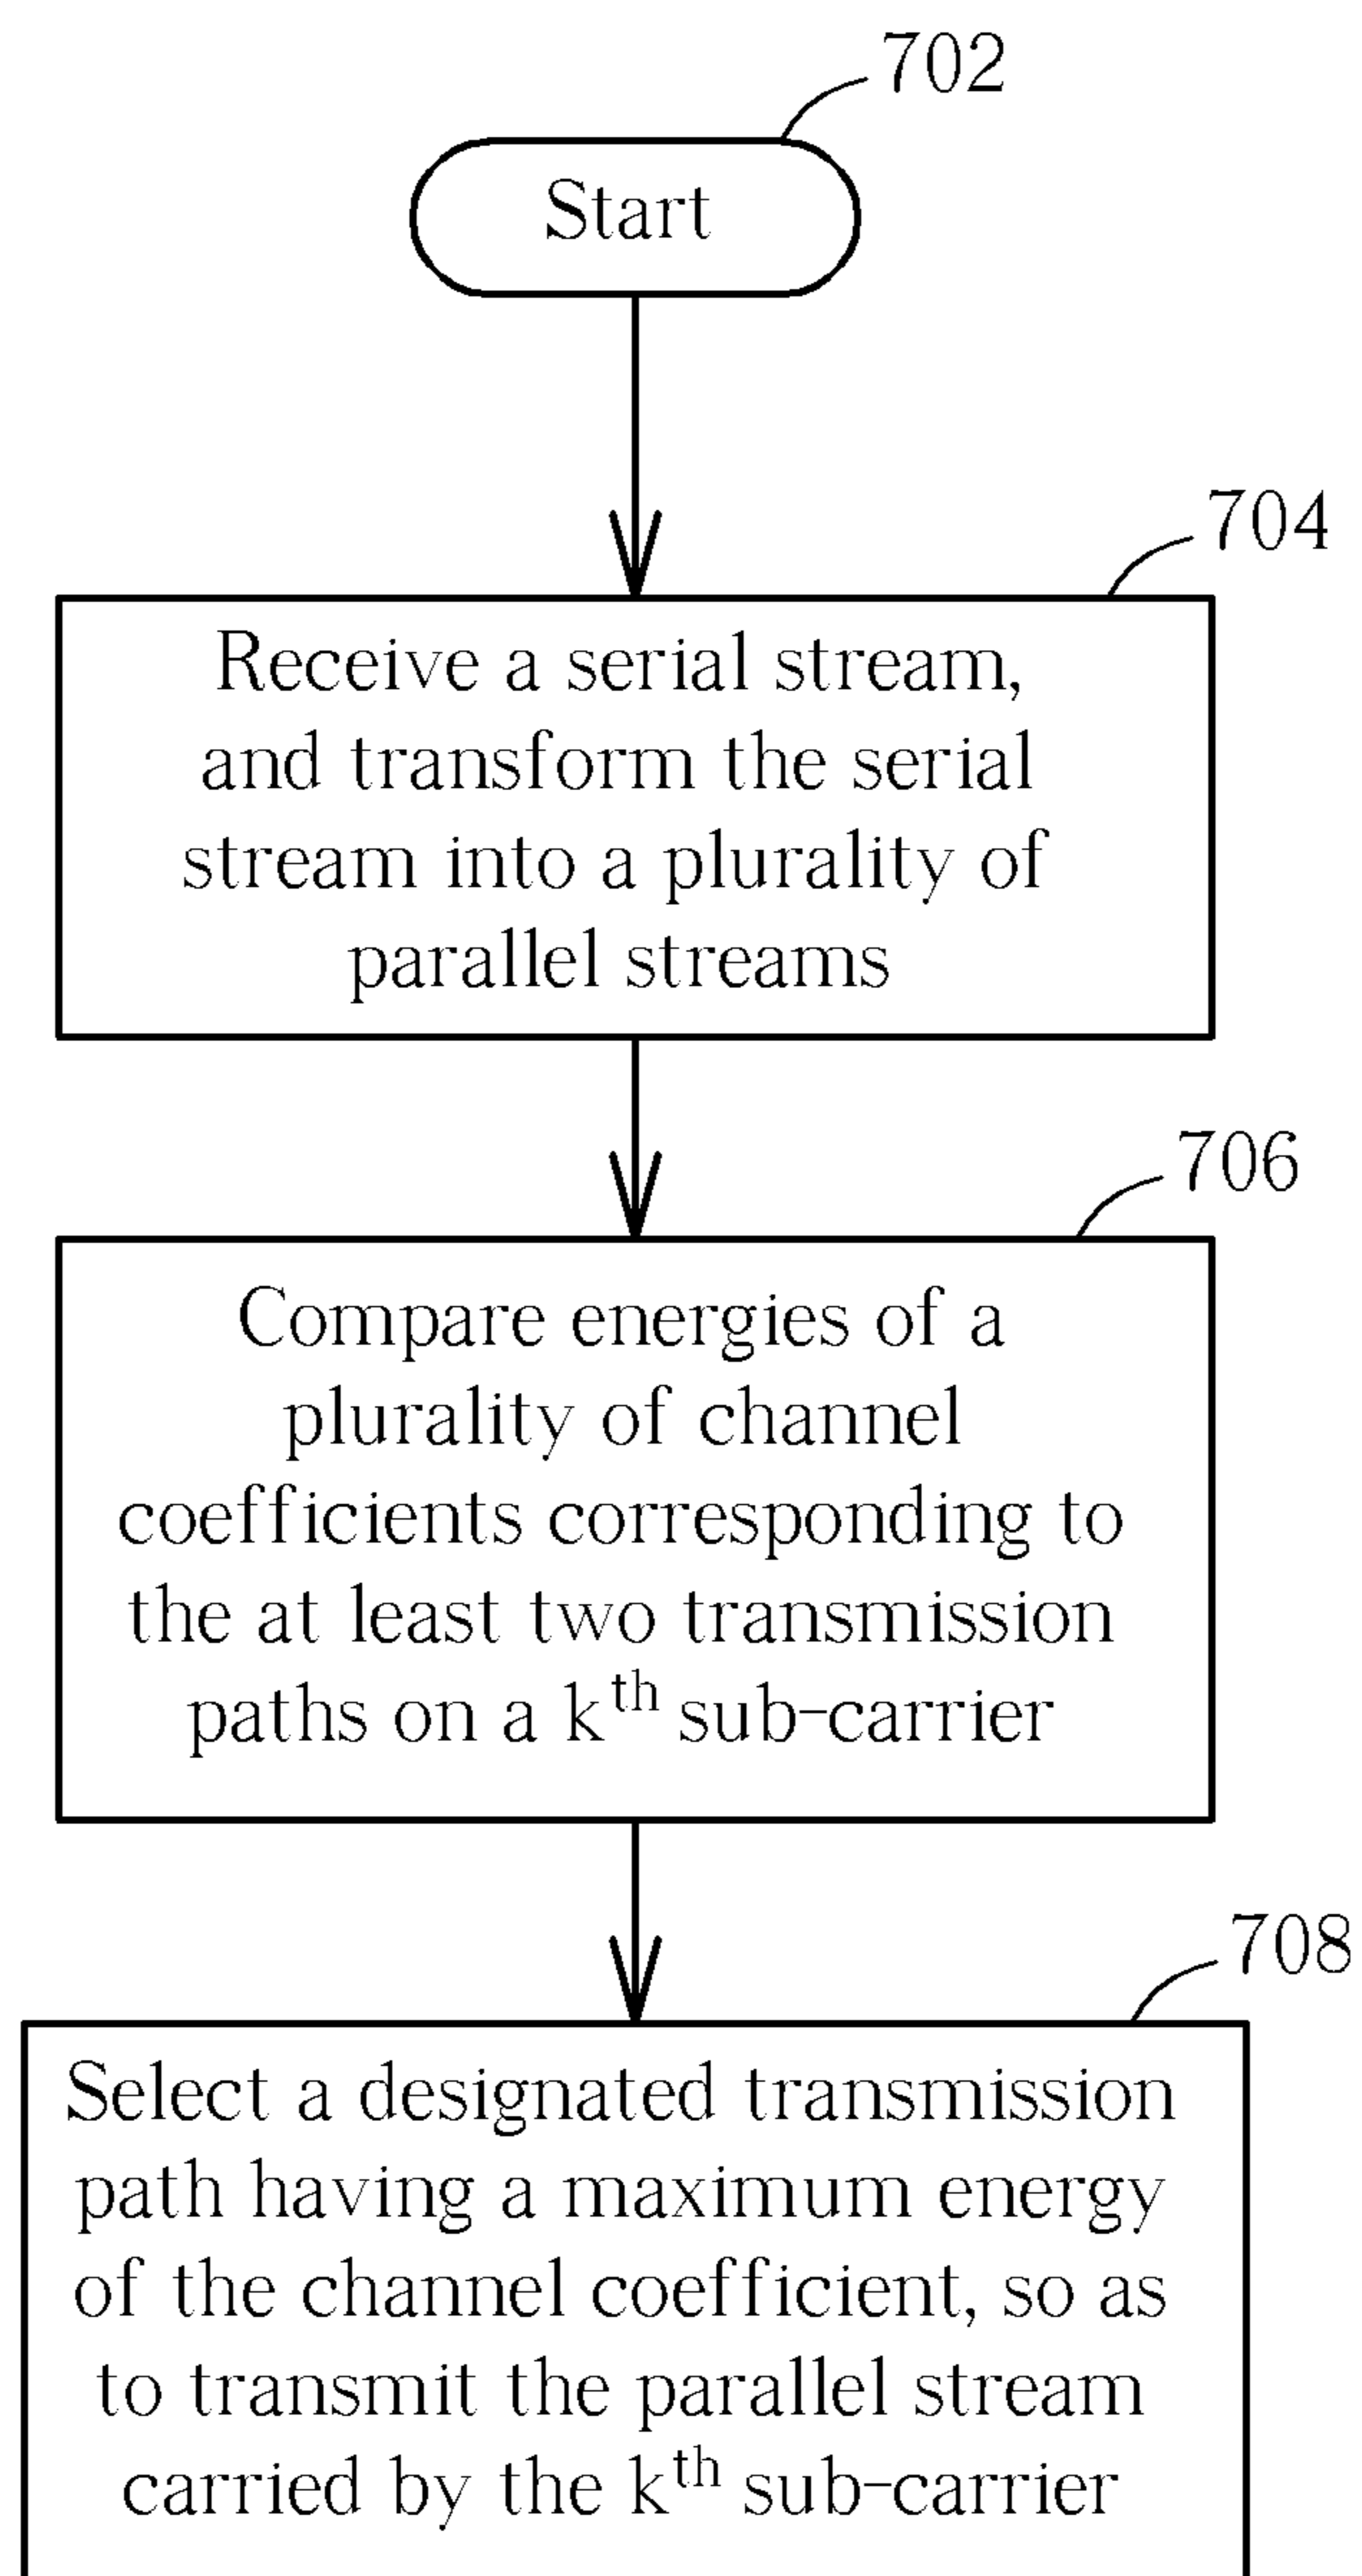 702
Start
704
Receive a serial stream,
and transform the serial
stream into a plurality of
parallel streams
706
Compare energies of a
plurality of channel
coefficients corresponding to
the at least two transmission
paths on a kth sub-carrier
708
Select a designated transmission
path having a maximum energy
of the channel coefficient, so as
to transmit the parallel stream
carried by the kth sub-carrier